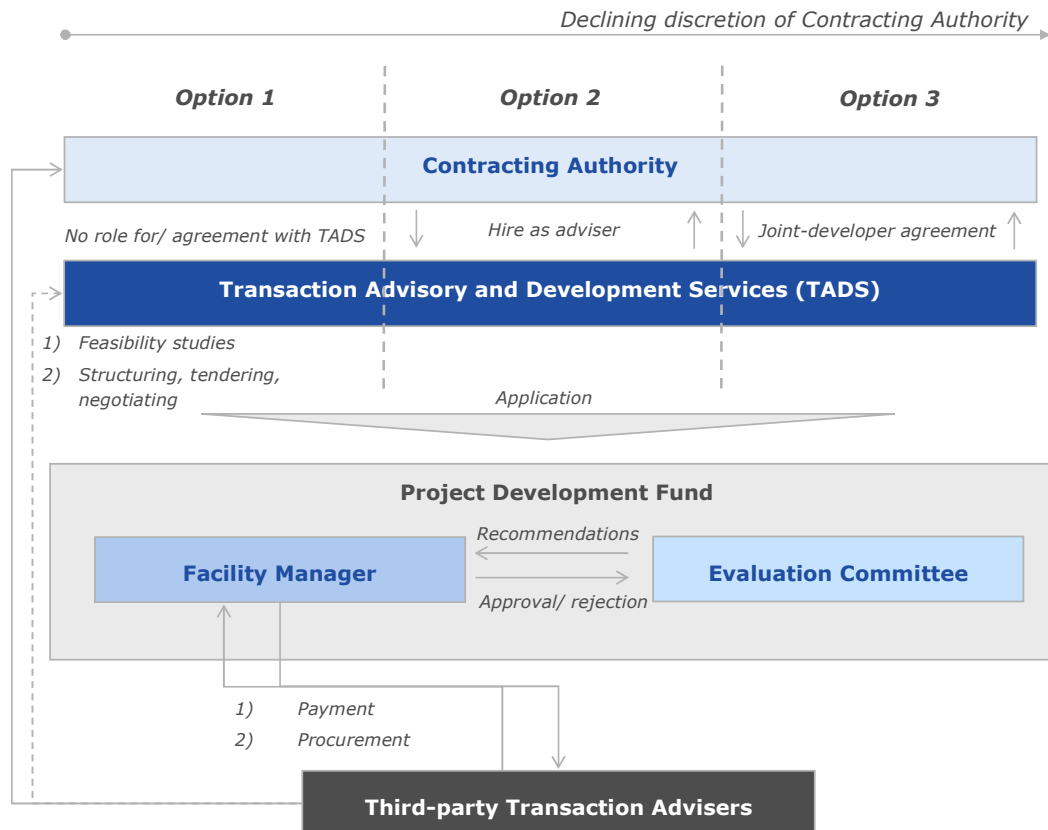 Declining discretion of Contracting Authority
Option 1
Option 2
Option 3
Contracting Authority
No role for/ agreement with TADS
Hire as adviser
Joint-developer agreement
Transaction Advisory and Development Services (TADS)
1) Feasibility studies
2) Structuring, tendering,
negotiating
Application
Project Development Fund
Recommendations
Facility Manager
Evaluation Committee
Approval/ rejection
1) Payment
2) Procurement
Third-party Transaction Advisers